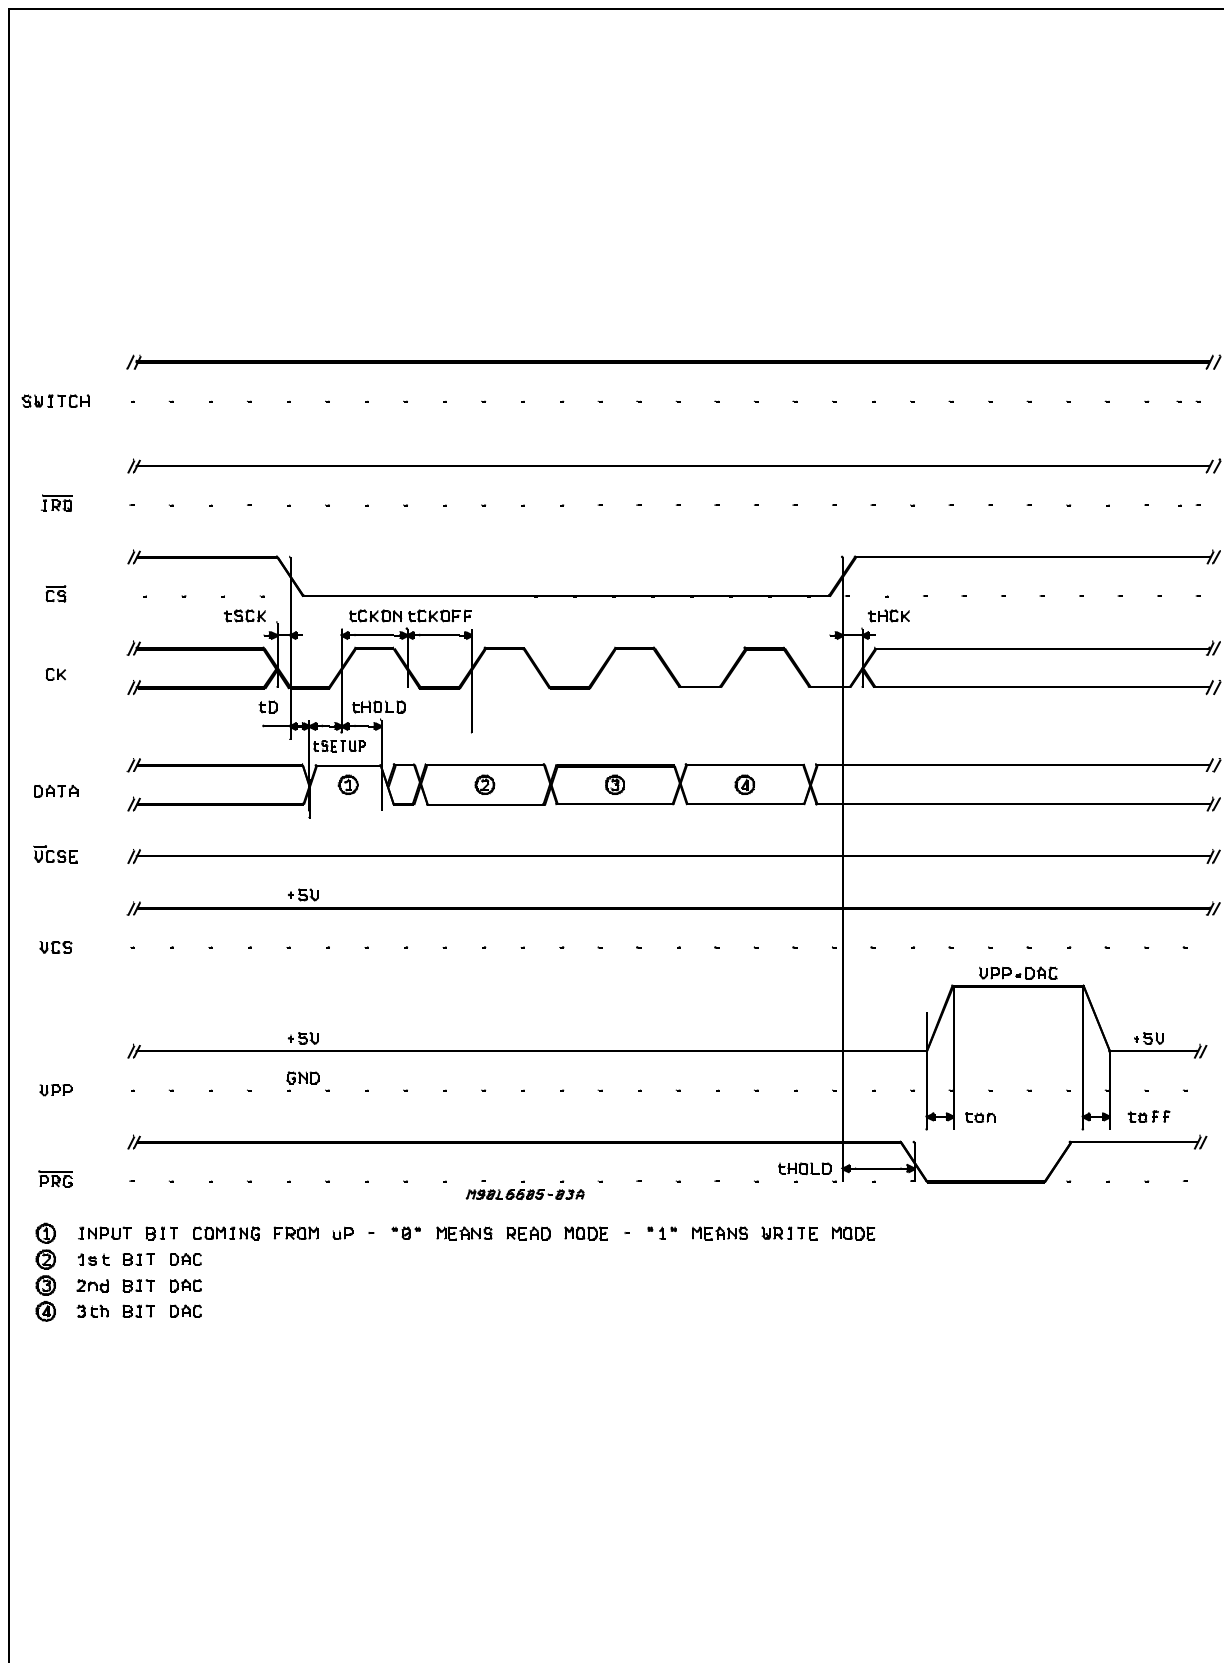 SWITCH
IRQ
CS
tSCK
tCKON
tCKOFF
tHCK
CK
tD
tHOLD
tSETUP
DATA
1
2
3
4
VCSE
+5V
VCS
VPP=DAC
+5V
+5V
GND
VPP
ton
toff
tHOLD
PRG
M90L6605-03A
① INPUT BIT COMING FROM uP - "0" MEANS READ MODE - "1" MEANS WRITE MODE
② 1st BIT DAC
③ 2nd BIT DAC
④ 3th BIT DAC